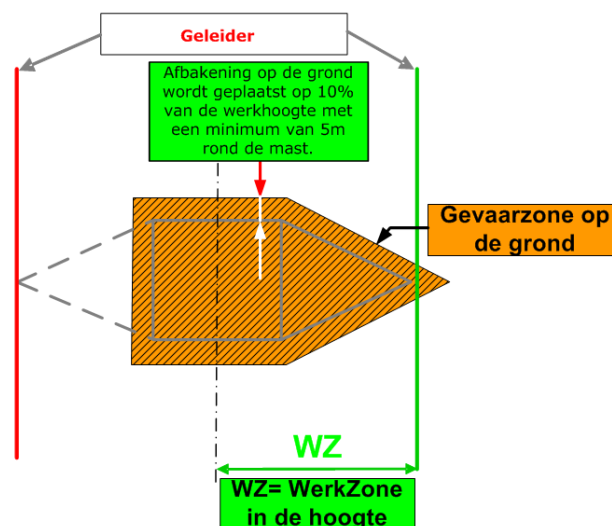 Geleider
Afbakening op de grond
wordt geplaatst op 10%
van de werkhoogte met
een minimum van 5m
rond de mast.
Gevaarzone op
de grond
WZ
WZ= WerkZone
in de hoogte